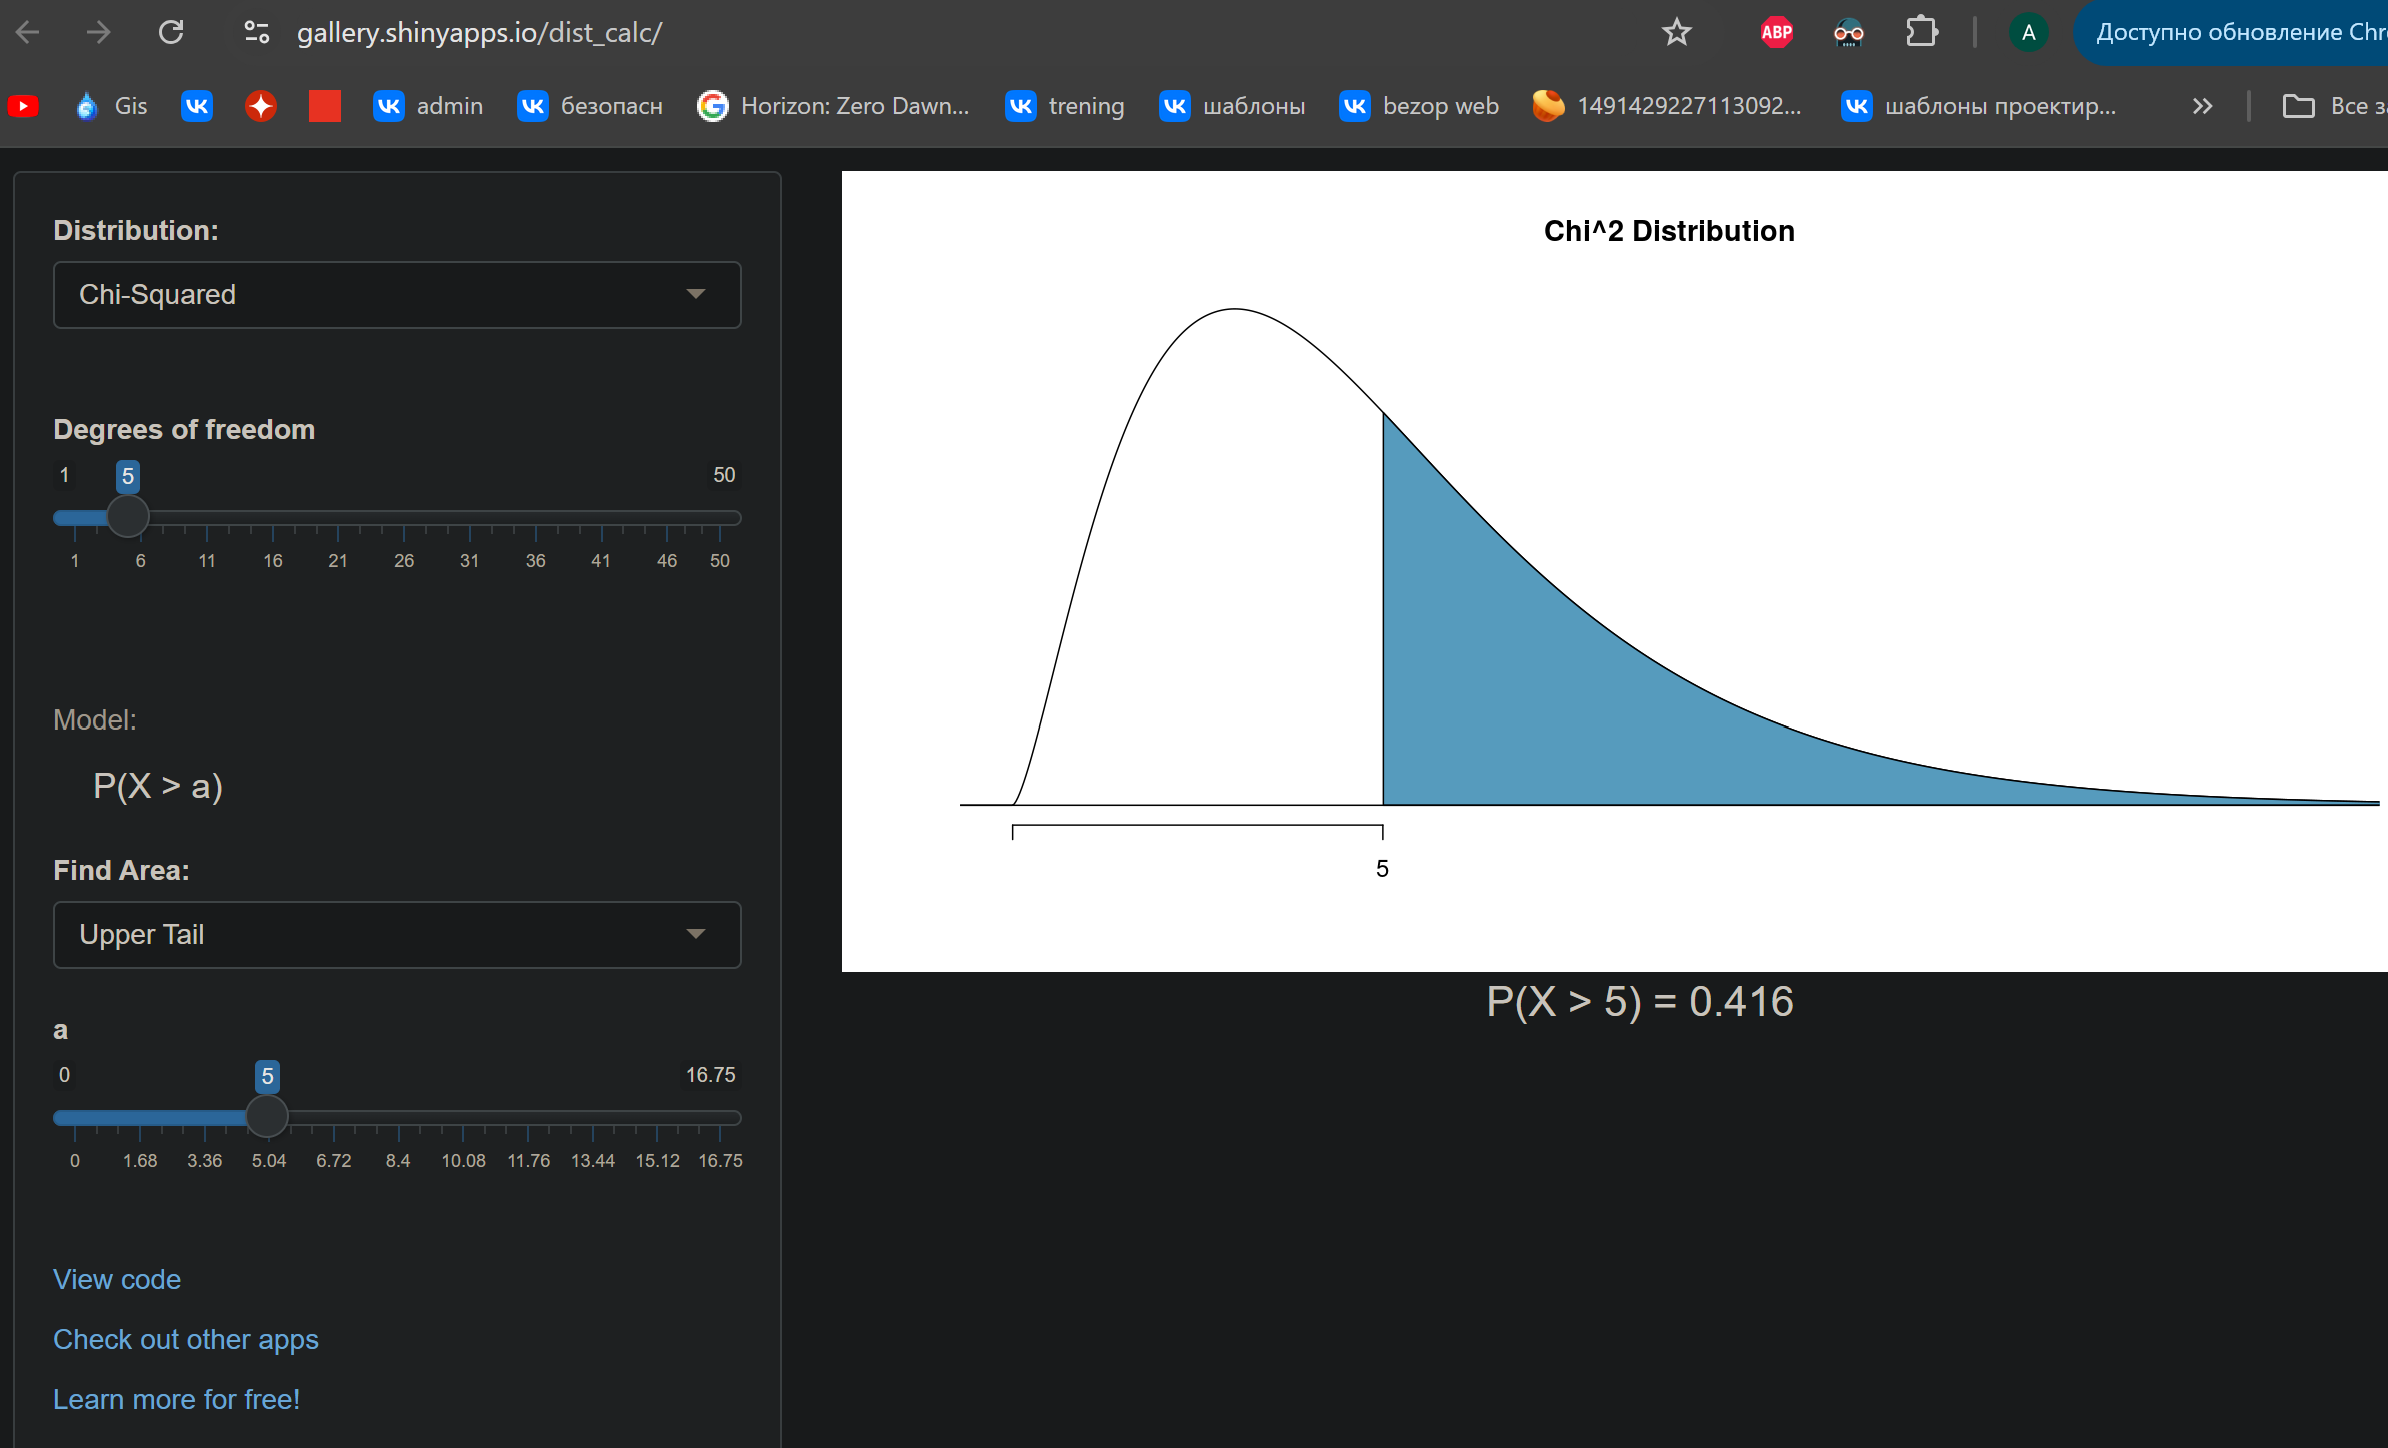 gallery.shinyapps.io/dist_calc/
ABP
A
Доступно обновление Chr
Gis
admin
безопасн
Horizon: Zero Dawn...
trening
шаблоны
bezop web
1491429227113092...
шаблоны проектир...
Все за
Distribution:
Chi-Squared
Degrees of freedom
1 5 50
1 6 11 16 21 26 31 36 41 46 50
Model:
P(X > a)
Find Area:
Upper Tail
a
0 5 16.75
0 1.68 3.36 5.04 6.72 8.4 10.08 11.76 13.44 15.12 16.75
View code
Check out other apps
Learn more for free!
Chi^2 Distribution
5
P(X > 5) = 0.416